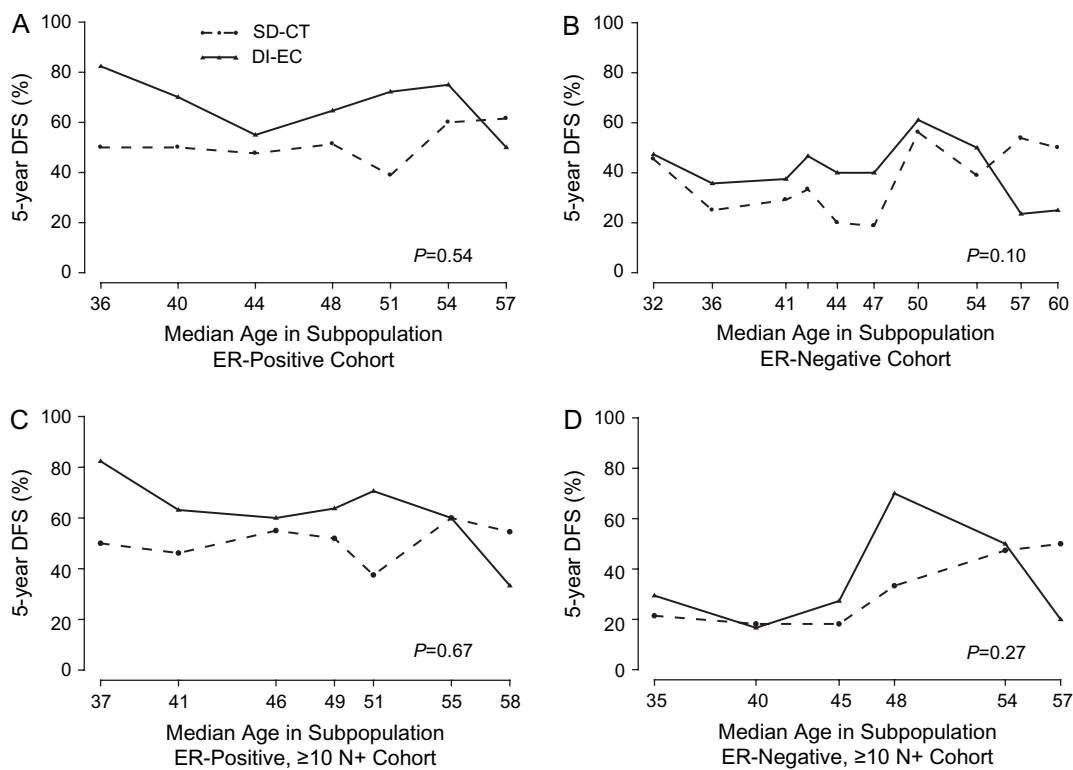 A
SD-CT
DI-EC
5-year DFS (%)
100
80
60
40
20
0
P=0.54
36 40 44 48 51 54 57
Median Age in Subpopulation
ER-Positive Cohort
B
5-year DFS (%)
100
80
60
40
20
0
P=0.10
32 36 41 44 47 50 54 57 60
Median Age in Subpopulation
ER-Negative Cohort
C
5-year DFS (%)
100
80
60
40
20
0
P=0.67
37 41 46 49 51 55 58
Median Age in Subpopulation
ER-Positive, ≥10 N+ Cohort
D
5-year DFS (%)
100
80
60
40
20
0
P=0.27
35 40 45 48 54 57
Median Age in Subpopulation
ER-Negative, ≥10 N+ Cohort